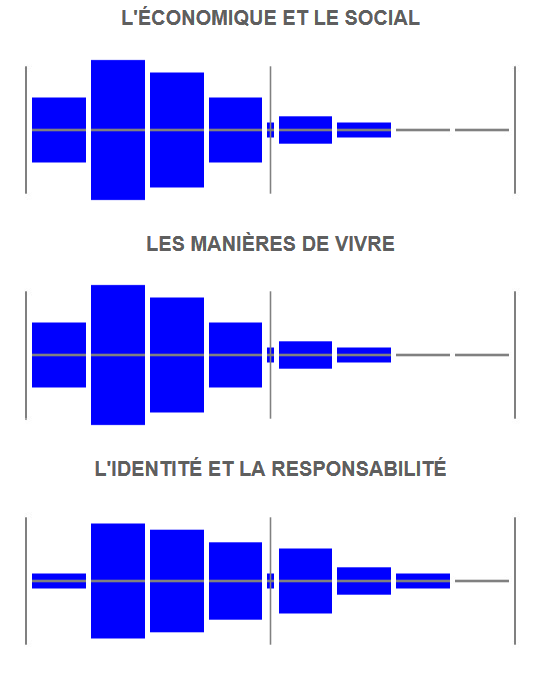 L'ÉCONOMIQUE ET LE SOCIAL
LES MANIÈRES DE VIVRE
L'IDENTITÉ ET LA RESPONSABILITÉ